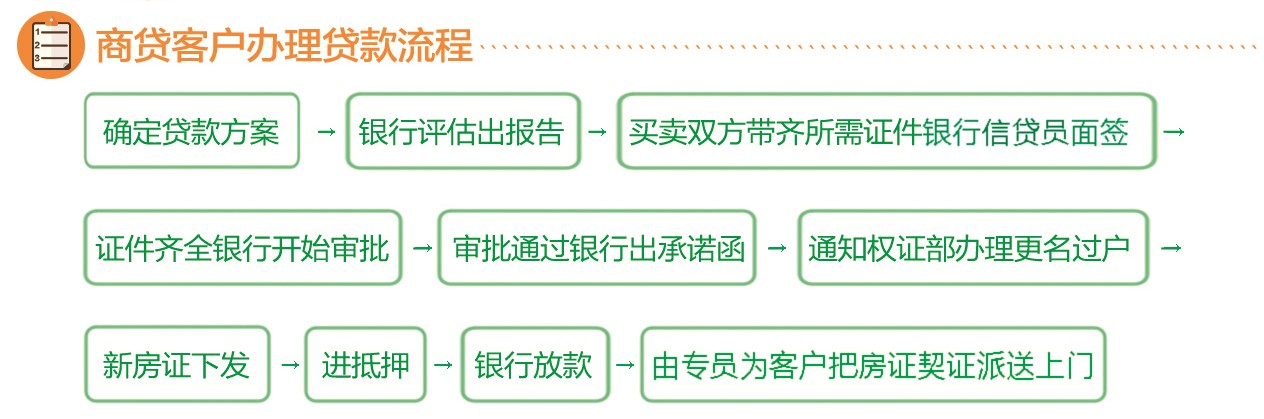 1
2
3
商贷客户办理贷款流程
确定贷款方案 → 银行评估出报告 → 买卖双方带齐所需证件银行信贷员面签 →
证件齐全银行开始审批 → 审批通过银行出承诺函 → 通知权证部办理更名过户 →
新房证下发 → 进抵押 → 银行放款 → 由专员为客户把房证契证派送上门